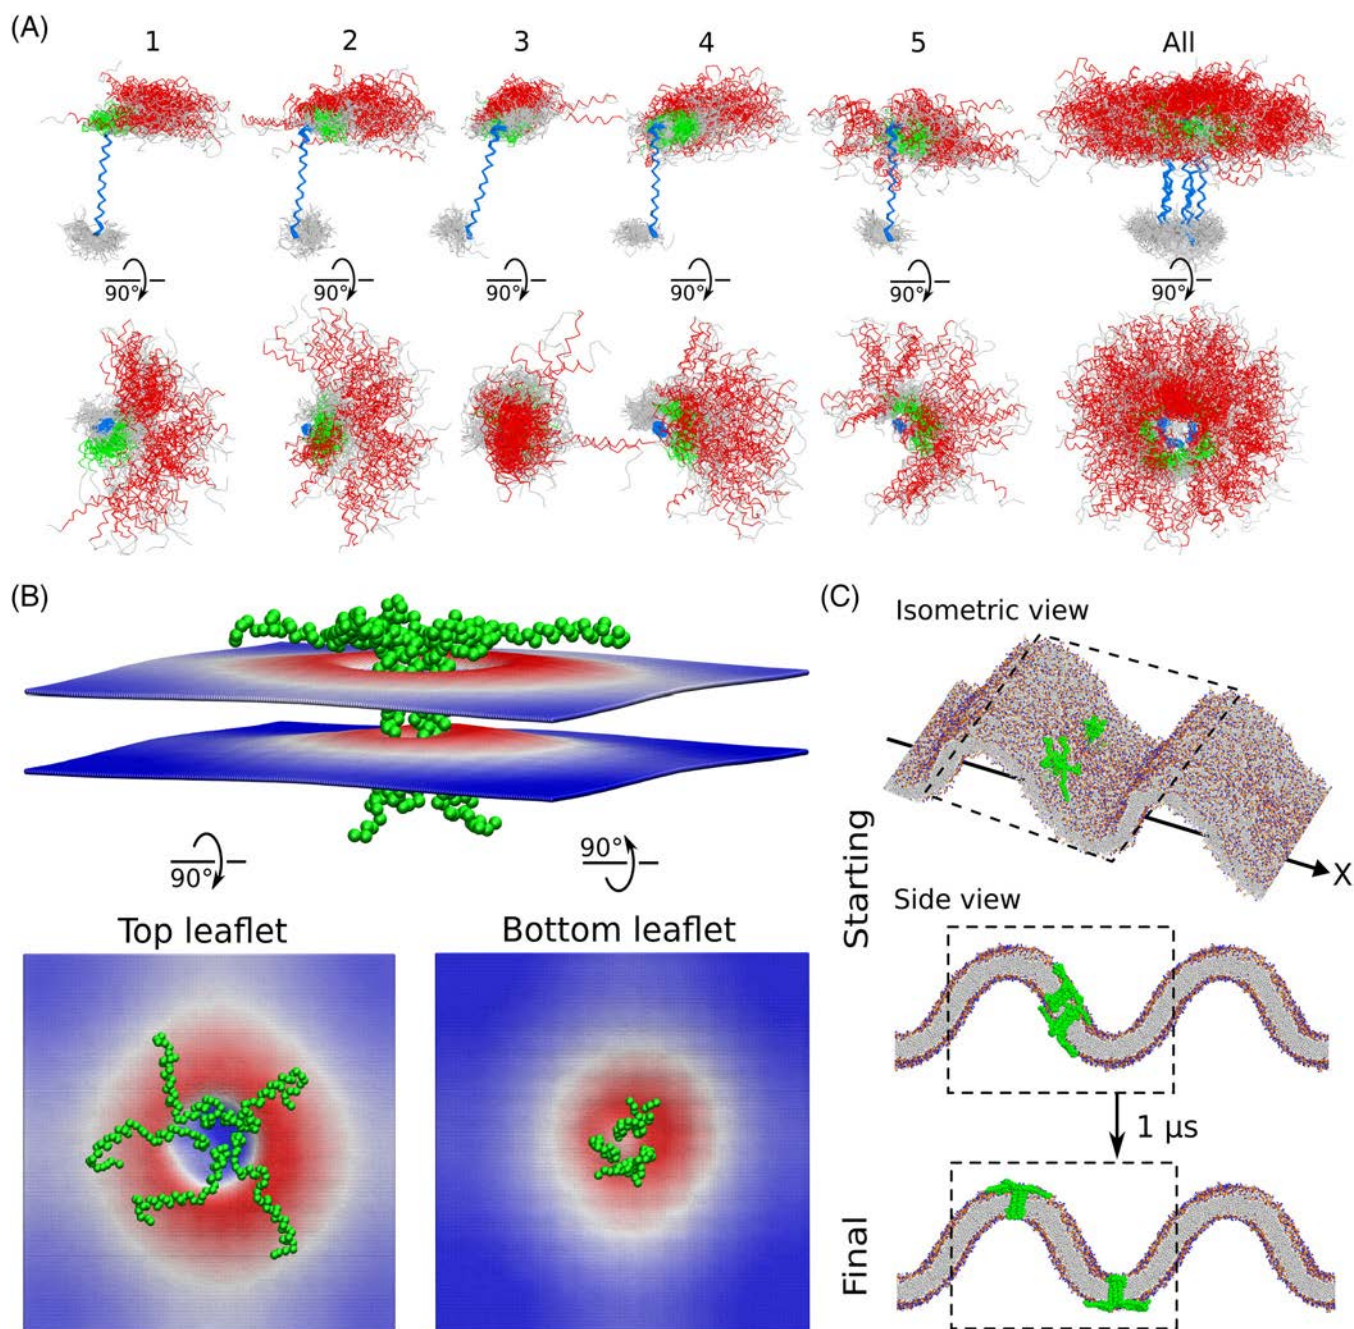 (A)
1 2 3 4 5 All
90° 90° 90° 90° 90° 90°
(B)
(C)
Isometric view
X
Starting
Side view
90°
90°
Top leaflet
Bottom leaflet
1 μs
Final